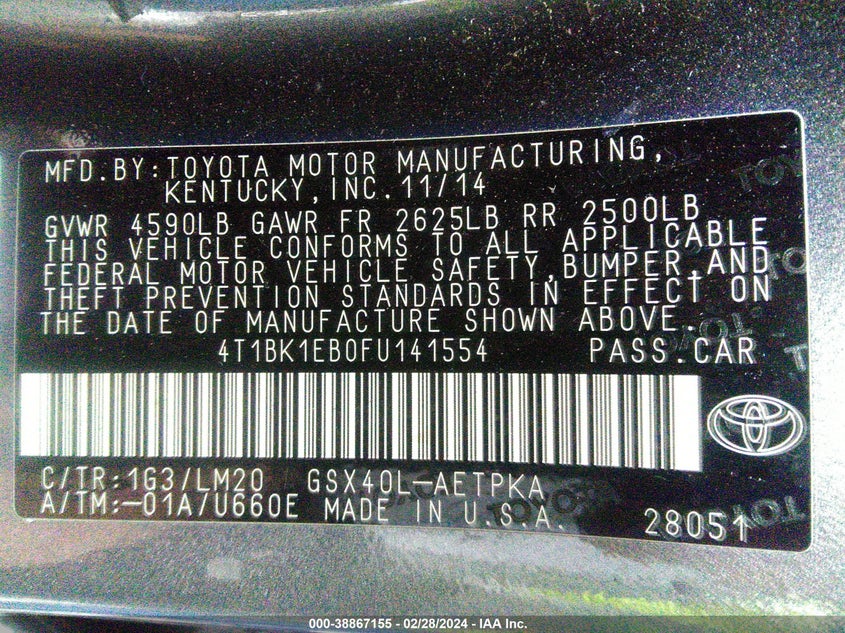 MFD.BY:TOYOTA MOTOR MANUFACTURING,
KENTUCKY,INC.11/14
GVWR 4590LB GAWR FR 2625LB RR 2500LB
THIS VEHICLE CONFORMS TO ALL APPLICABLE
FEDERAL MOTOR VEHICLE SAFETY,BUMPER,AND
THEFT PREVENTION STANDARDS IN EFFECT ON
THE DATE OF MANUFACTURE SHOWN ABOVE.
4T1BK1EB0FU141554 PASS.CAR
C/TR:1G3/LM20 GSX40L-AETPKA
A/TM:-01A/U660E MADE IN U.S.A. 28051
TOYOTA
000-38867155 - 02/28/2024 - IAA Inc.